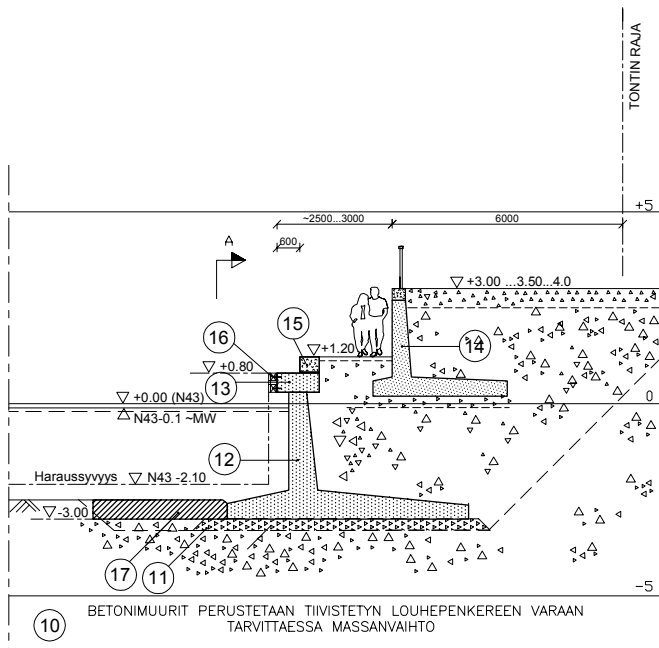 TONTIN RAJA
+5
~2500...3000
6000
A
600
+3.00 ...3.50...4.0
15
16
+1.20
14
+0.80
13
+0.00 (N43)
0
N43-0.1 ~MW
12
Haraussyvyys
N43 -2.10
-3.00
17
11
-5
10
BETONIMUURIT PERUSTETAAN TIIVISTETYN LOUHEPENKEREEN VARAAN
TARVITTAESSA MASSANVAIHTO